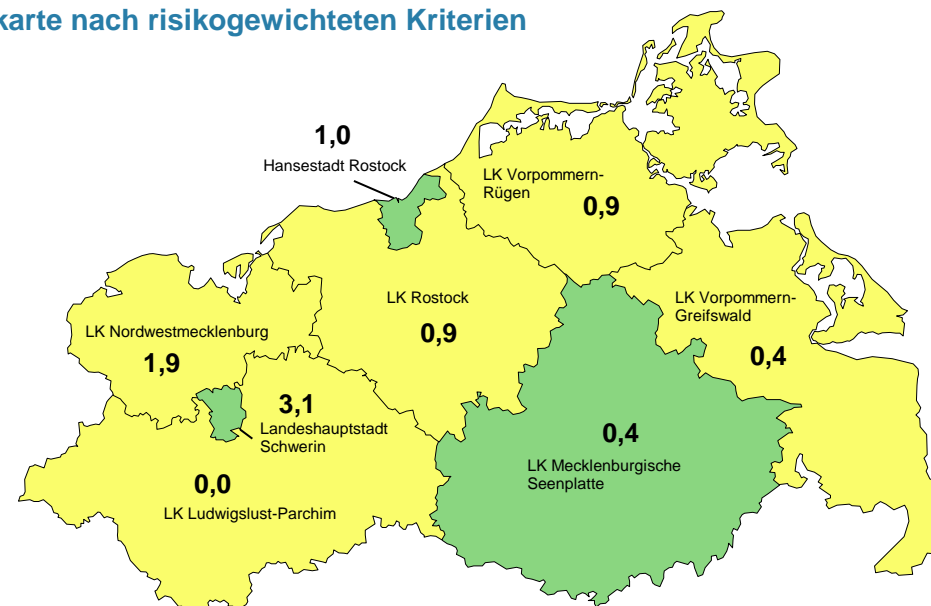 karte nach risikogewichteten Kriterien
1,0
Hansestadt Rostock
LK Vorpommern-
Rügen
0,9
LK Rostock
0,9
LK Vorpommern-
Greifswald
0,4
LK Nordwestmecklenburg
1,9
3,1
Landeshauptstadt
Schwerin
0,4
LK Mecklenburgische
Seenplatte
0,0
LK Ludwigslust-Parchim